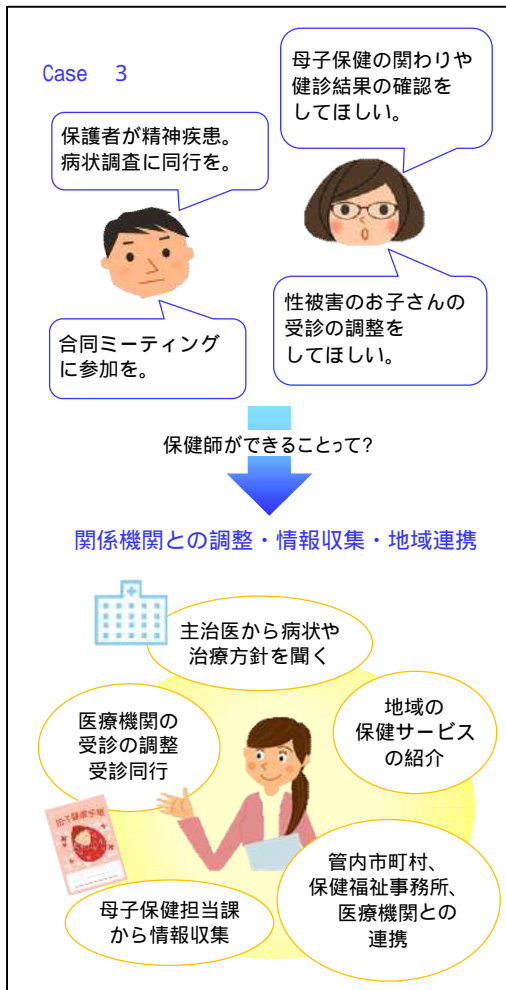 Case 3
母子保健の関わりや
健診結果の確認を
してほしい。
保護者が精神疾患。
病状調査に同行を。
合同ミーティング
に参加を。
性被害のお子さんの
受診の調整を
してほしい。
保健師ができることって?
関係機関との調整・情報収集・地域連携
主治医から病状や
治療方針を聞く
地域の
保健サービス
の紹介
医療機関の
受診の調整
受診同行
母子健康手帳
管内市町村、
保健福祉事務所、
医療機関との
連携
母子保健担当課
から情報収集